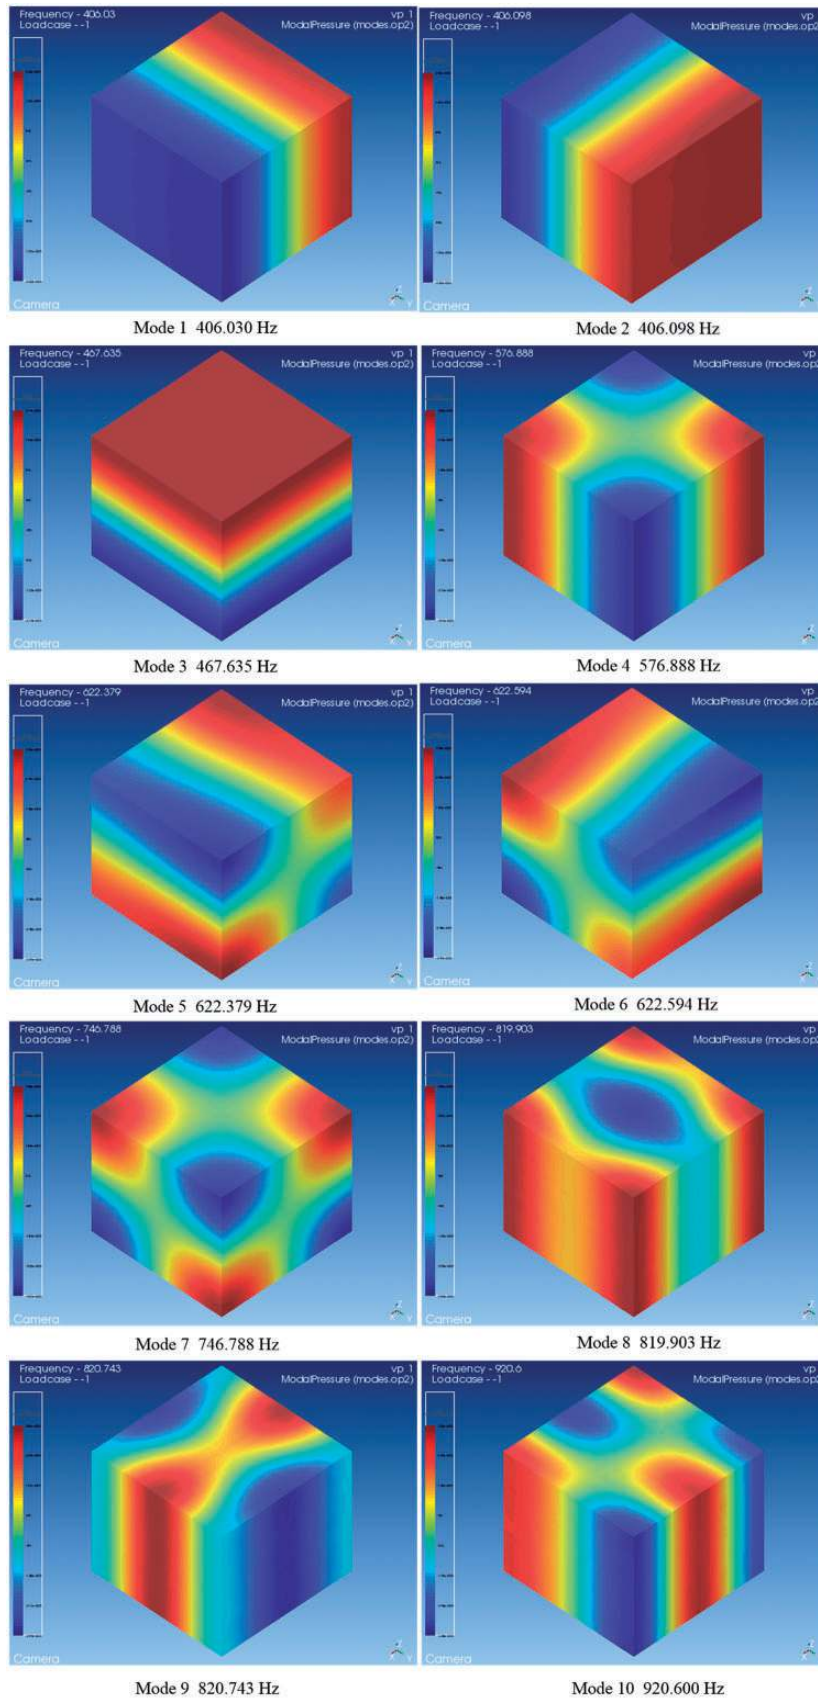 Frequency - 406.03
Loadcase - -1
vp 1
ModalPressure (modes.op2)
Camera
Mode 1 406.030 Hz
Frequency - 406.098
Loadcase - -1
vp
ModalPressure (modes.op2)
Camera
Mode 2 406.098 Hz
Frequency - 467.635
Loadcase - -1
vp 1
ModalPressure (modes.op2)
Camera
Mode 3 467.635 Hz
Frequency - 576.888
Loadcase - -1
vp
ModalPressure (modes.op2)
Camera
Mode 4 576.888 Hz
Frequency - 622.379
Loadcase - -1
vp 1
ModalPressure (modes.op2)
Camera
Mode 5 622.379 Hz
Frequency - 622.594
Loadcase - -1
vp
ModalPressure (modes.op2)
Camera
Mode 6 622.594 Hz
Frequency - 746.788
Loadcase - -1
vp 1
ModalPressure (modes.op2)
Camera
Mode 7 746.788 Hz
Frequency - 819.903
Loadcase - -1
vp
ModalPressure (modes.op2)
Camera
Mode 8 819.903 Hz
Frequency - 820.743
Loadcase - -1
vp 1
ModalPressure (modes.op2)
Camera
Mode 9 820.743 Hz
Frequency - 920.6
Loadcase - -1
vp
ModalPressure (modes.op2)
Camera
Mode 10 920.600 Hz